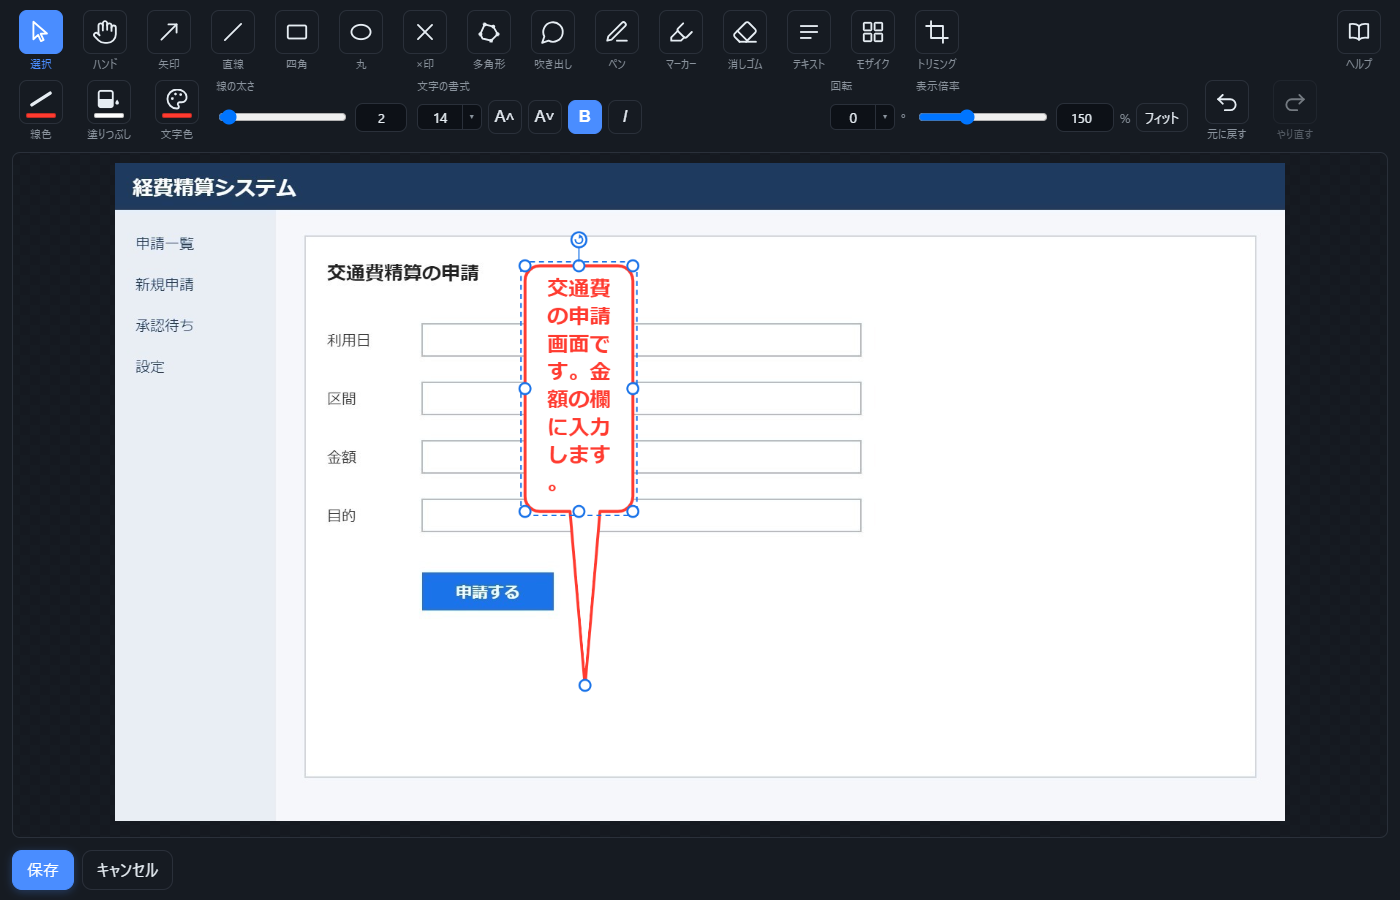 選択
ハンド
矢印
直線
四角
丸
×印
多角形
吹き出し
ペン
マーカー
消しゴム
テキスト
モザイク
トリミング
ヘルプ
線色
塗りつぶし
文字色
線の太さ
2
文字の書式
14
A^
Av
B
I
回転
0
°
表示倍率
150
%
フィット
元に戻す
やり直す
経費精算システム
申請一覧
新規申請
承認待ち
設定
交通費精算の申請
利用日
区間
金額
目的
交通費
の申請
画面で
す。金
額の欄
に入力
します
。
申請する
保存
キャンセル